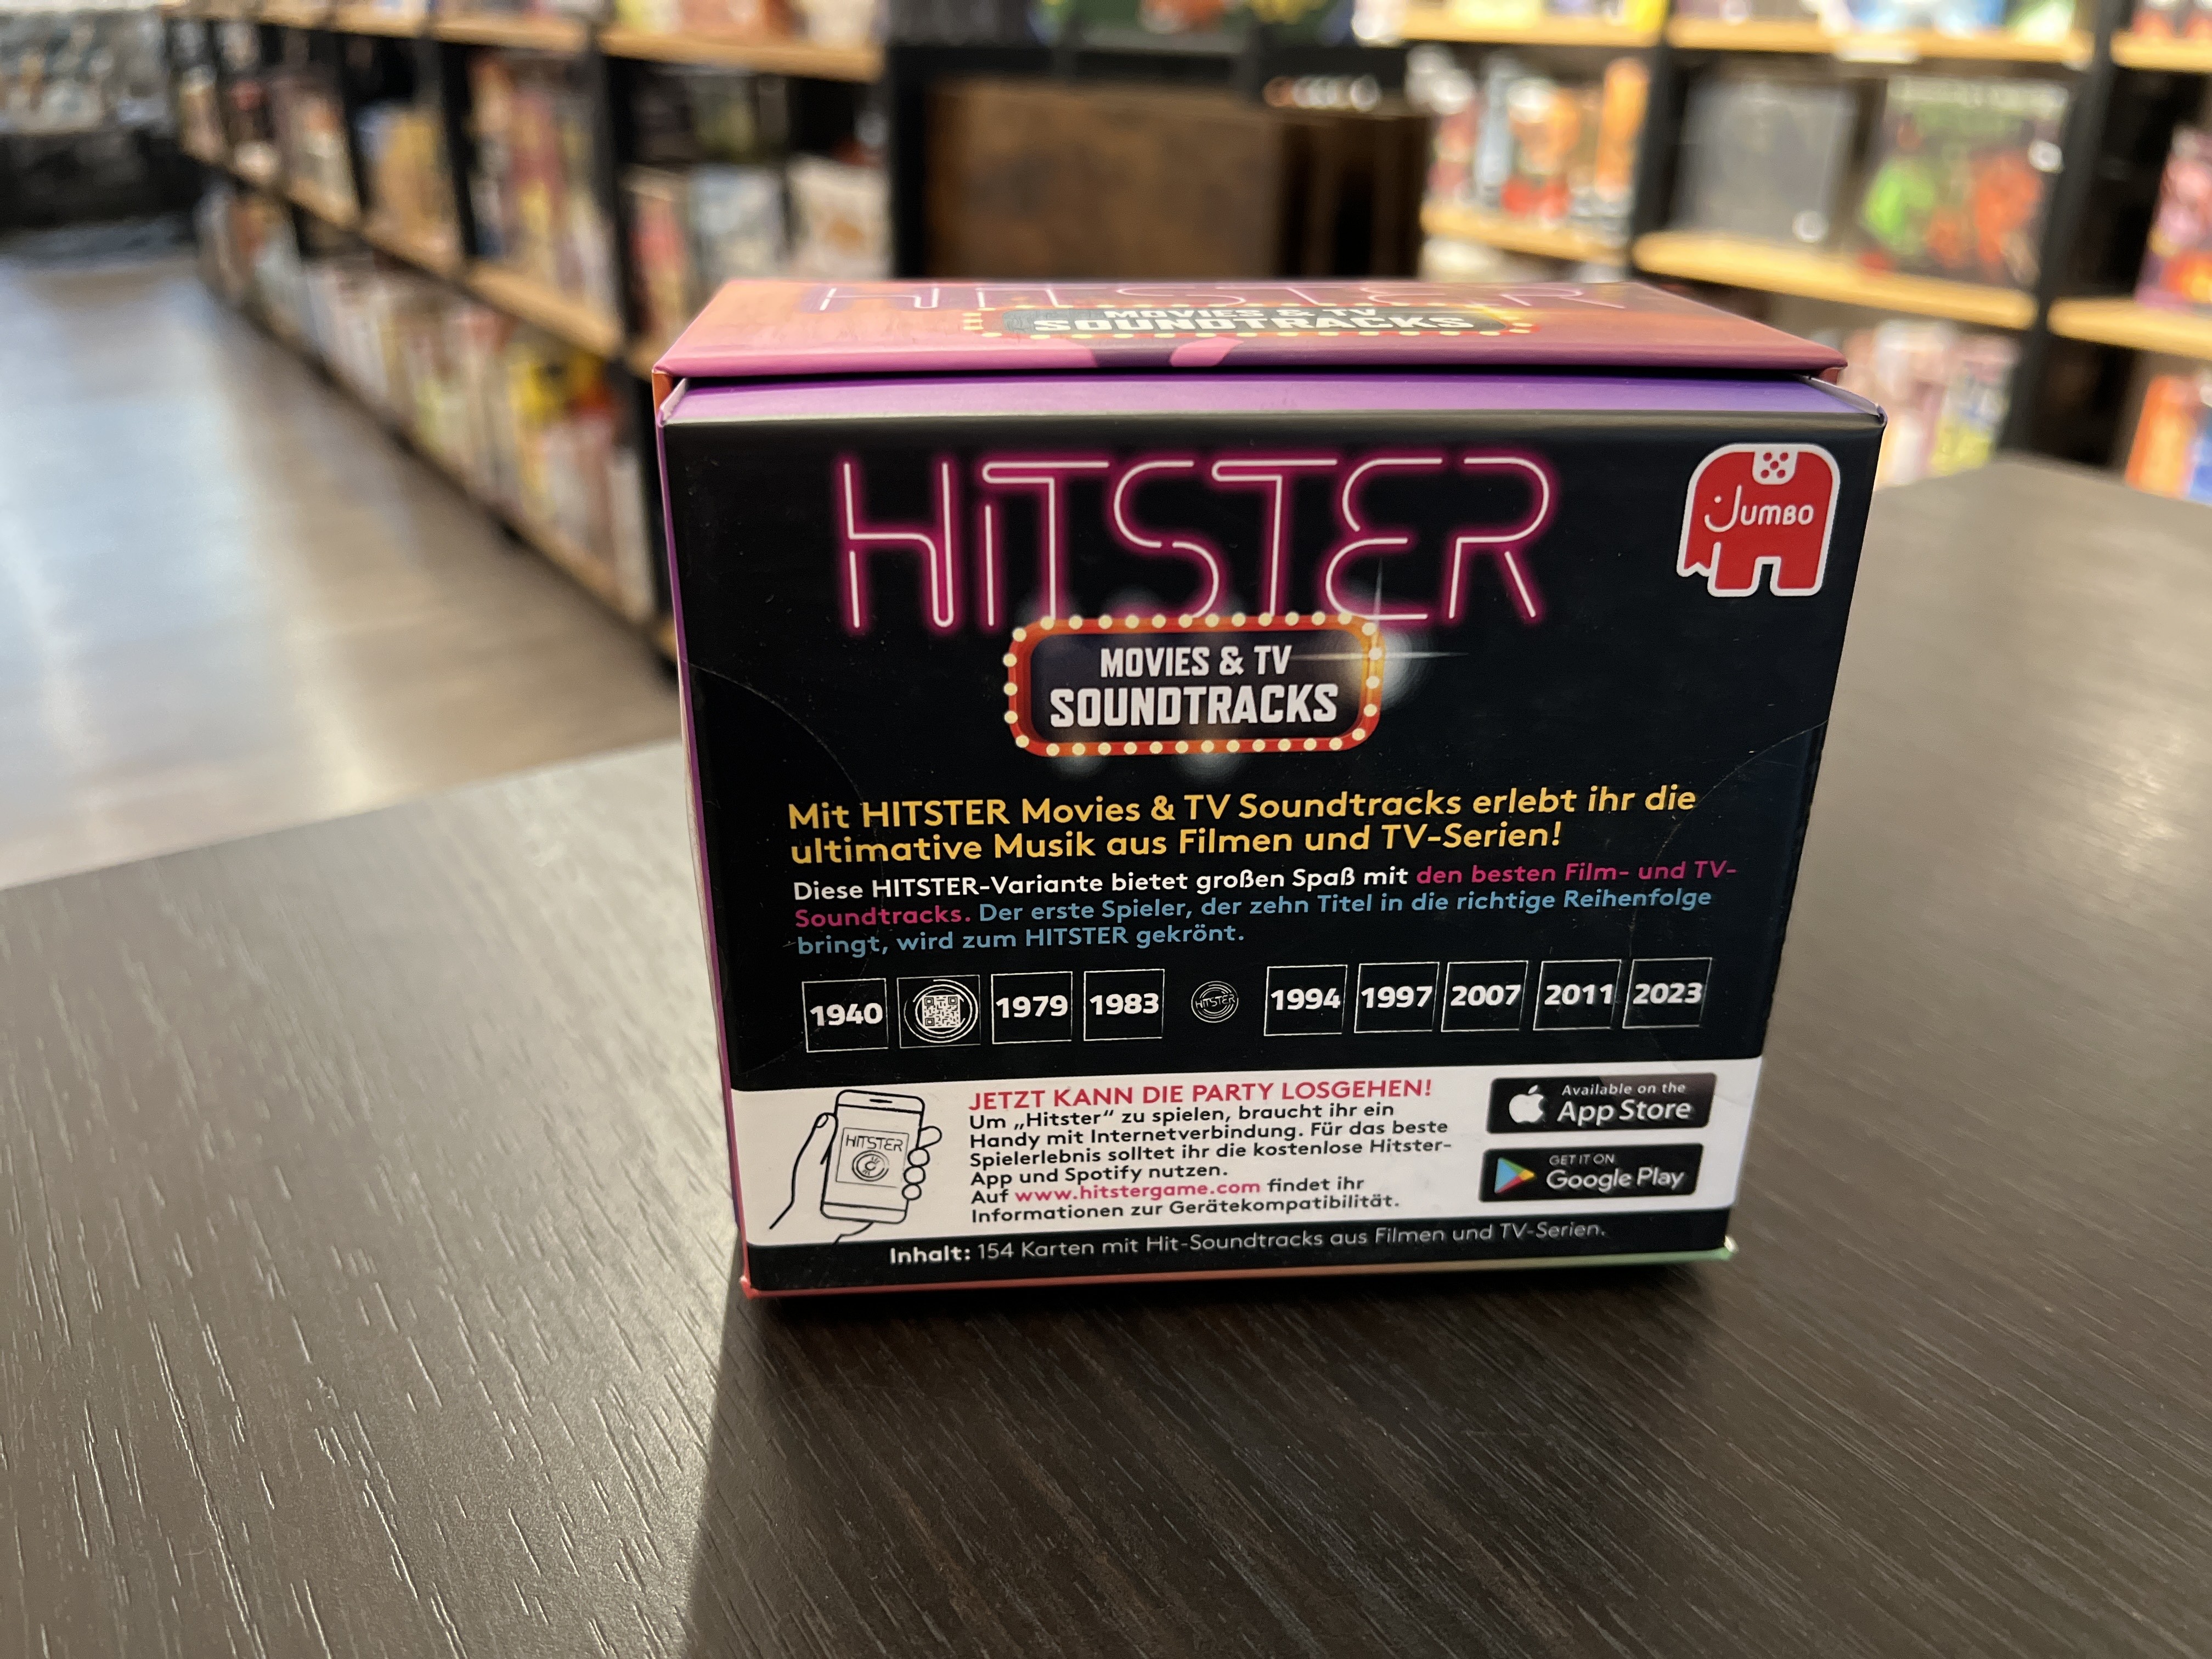 HITSTER
MOVIES & TV
SOUNDTRACKS
HITSTER
JUMBO
MOVIES & TV
SOUNDTRACKS
Mit HITSTER Movies & TV Soundtracks erlebt ihr die
ultimative Musik aus Filmen und TV-Serien!
Diese HITSTER-Variante bietet großen Spaß mit den besten Film- und TV-
Soundtracks. Der erste Spieler, der zehn Titel in die richtige Reihenfolge
bringt, wird zum HITSTER gekrönt.
1940 1979 1983 HITSTER 1994 1997 2007 2011 2023
JETZT KANN DIE PARTY LOSGEHEN!
Um „Hitster“ zu spielen, braucht ihr ein
Handy mit Internetverbindung. Für das beste
Spielerlebnis solltet ihr die kostenlose Hitster-
App und Spotify nutzen.
Auf www.hitstergame.com findet ihr
Informationen zur Gerätekompatibilität.
HITSTER
Available on the
App Store
GET IT ON
Google Play
Inhalt: 154 Karten mit Hit-Soundtracks aus Filmen und TV-Serien.